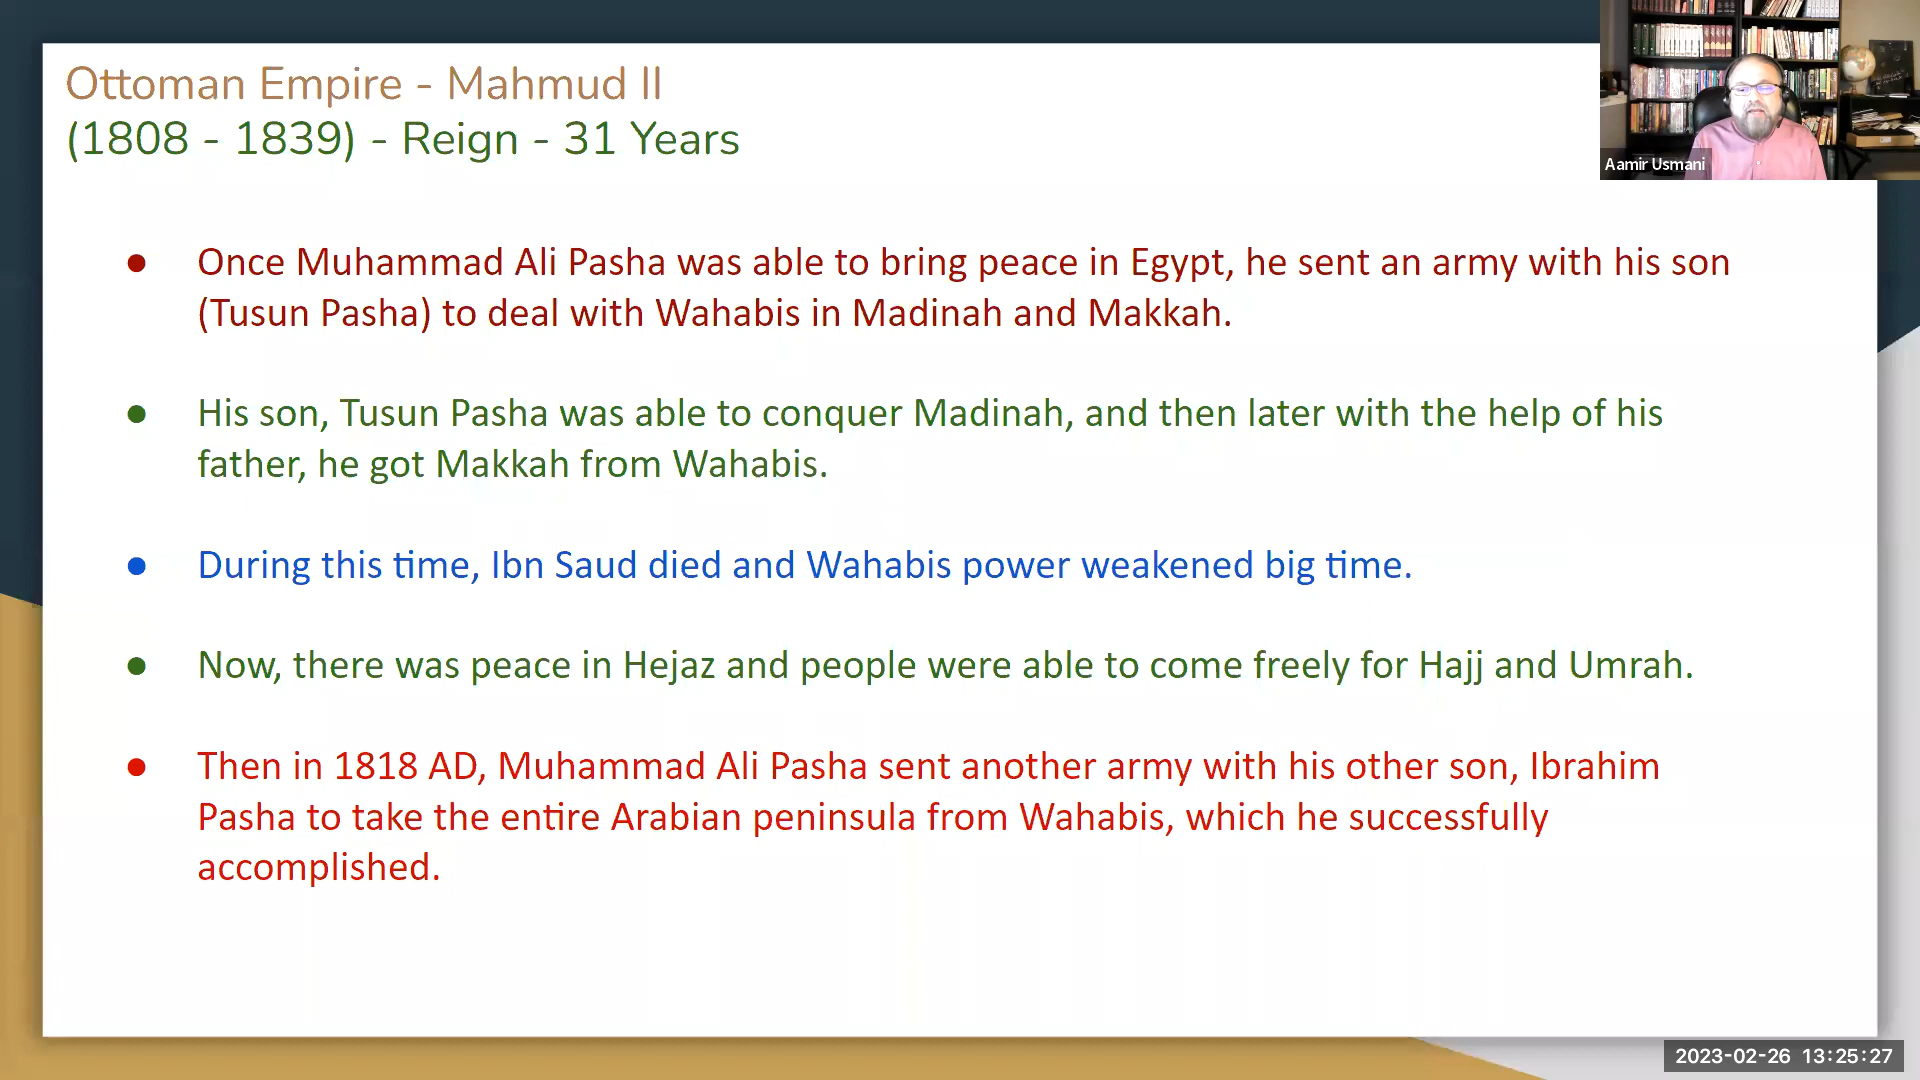 Ottoman Empire - Mahmud II
(1808 - 1839) - Reign - 31 Years
Aamir Usmani
● Once Muhammad Ali Pasha was able to bring peace in Egypt, he sent an army with his son
(Tusun Pasha) to deal with Wahabis in Madinah and Makkah.
● His son, Tusun Pasha was able to conquer Madinah, and then later with the help of his
father, he got Makkah from Wahabis.
● During this time, Ibn Saud died and Wahabis power weakened big time.
● Now, there was peace in Hejaz and people were able to come freely for Hajj and Umrah.
● Then in 1818 AD, Muhammad Ali Pasha sent another army with his other son, Ibrahim
Pasha to take the entire Arabian peninsula from Wahabis, which he successfully
accomplished.
2023-02-26 13:25:27